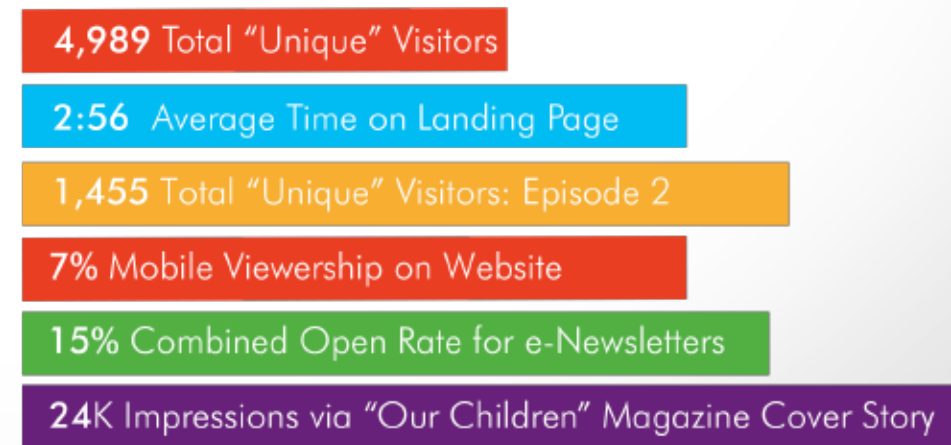 4,989 Total “Unique” Visitors
2:56 Average Time on Landing Page
1,455 Total “Unique” Visitors: Episode 2
7% Mobile Viewership on Website
15% Combined Open Rate for e-Newsletters
24K Impressions via “Our Children” Magazine Cover Story